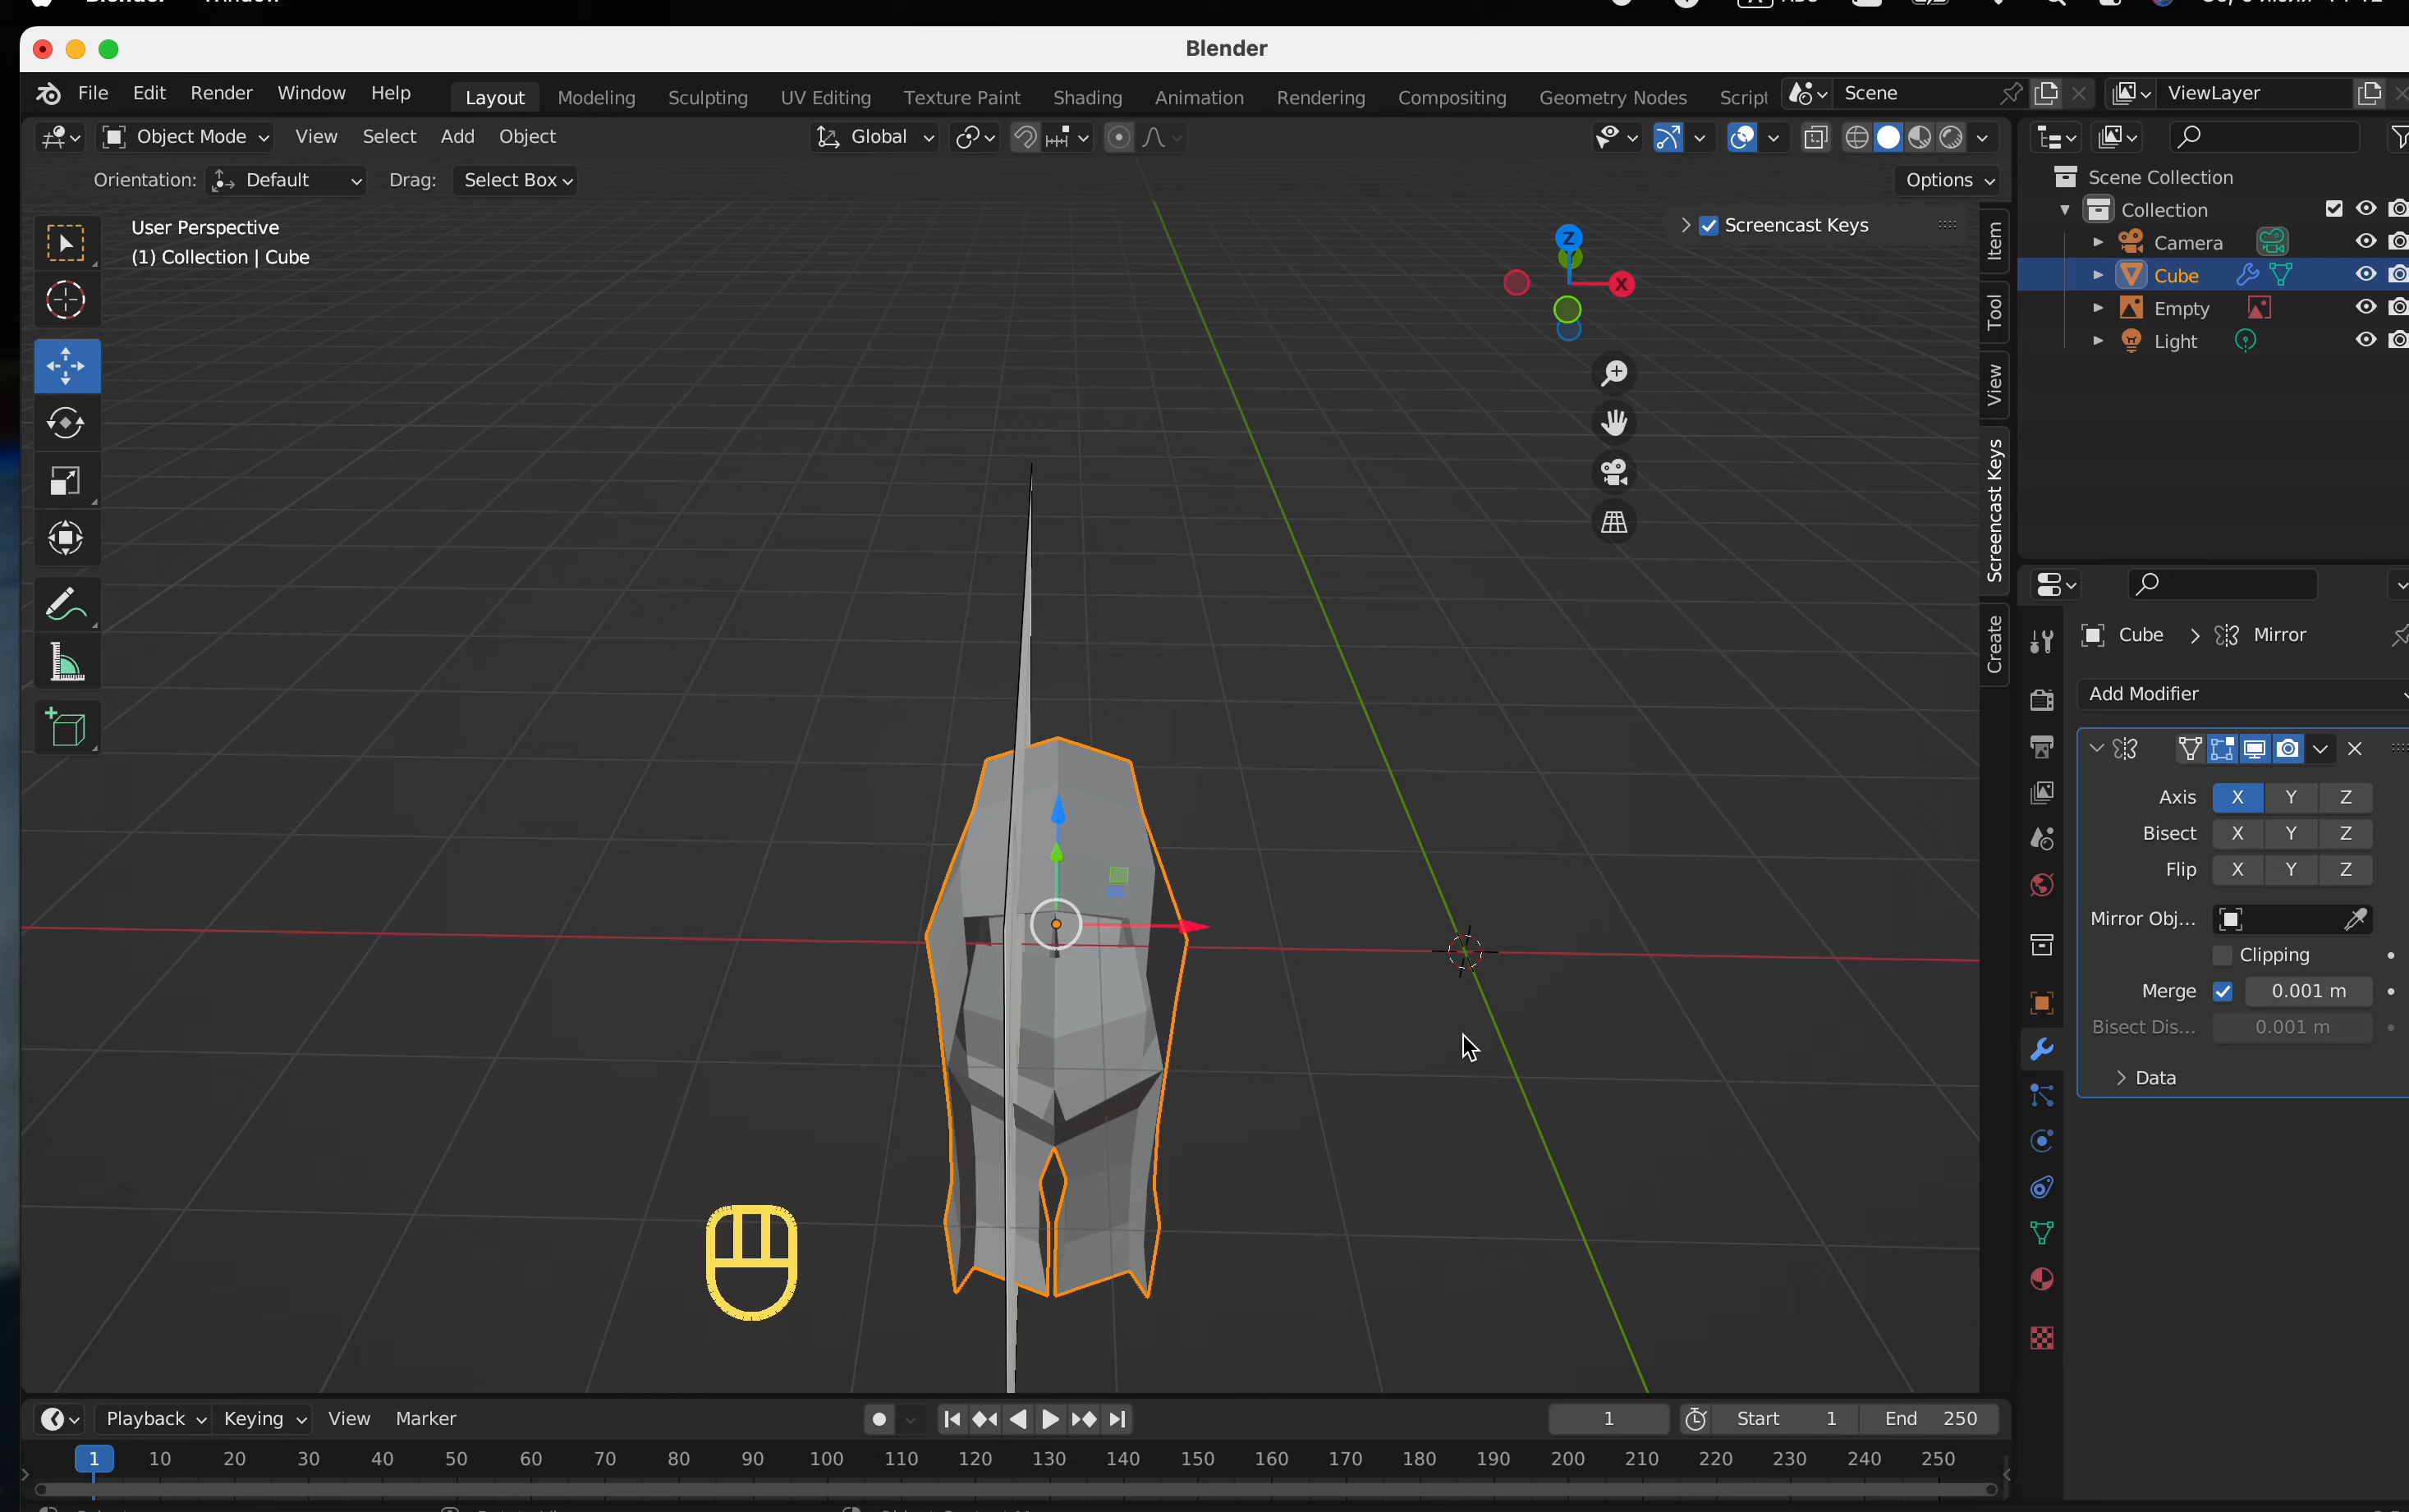 Blender
File Edit Render Window Help Layout Modeling Sculpting UV Editing Texture Paint Shading Animation Rendering Compositing Geometry Nodes Script Scene ViewLayer
Object Mode View Select Add Object Global
Orientation: Default Drag: Select Box Options
User Perspective
(1) Collection | Cube
Screencast Keys
Z
X
Item
Tool
View
Screencast Keys
Create
Scene Collection
Collection
Camera
Cube
Empty
Light
Cube Mirror
Add Modifier
Axis X Y Z
Bisect X Y Z
Flip X Y Z
Mirror Obj...
Clipping
Merge 0.001 m
Bisect Dis... 0.001 m
Data
Playback Keying View Marker 1 Start 1 End 250
1 10 20 30 40 50 60 70 80 90 100 110 120 130 140 150 160 170 180 190 200 210 220 230 240 250